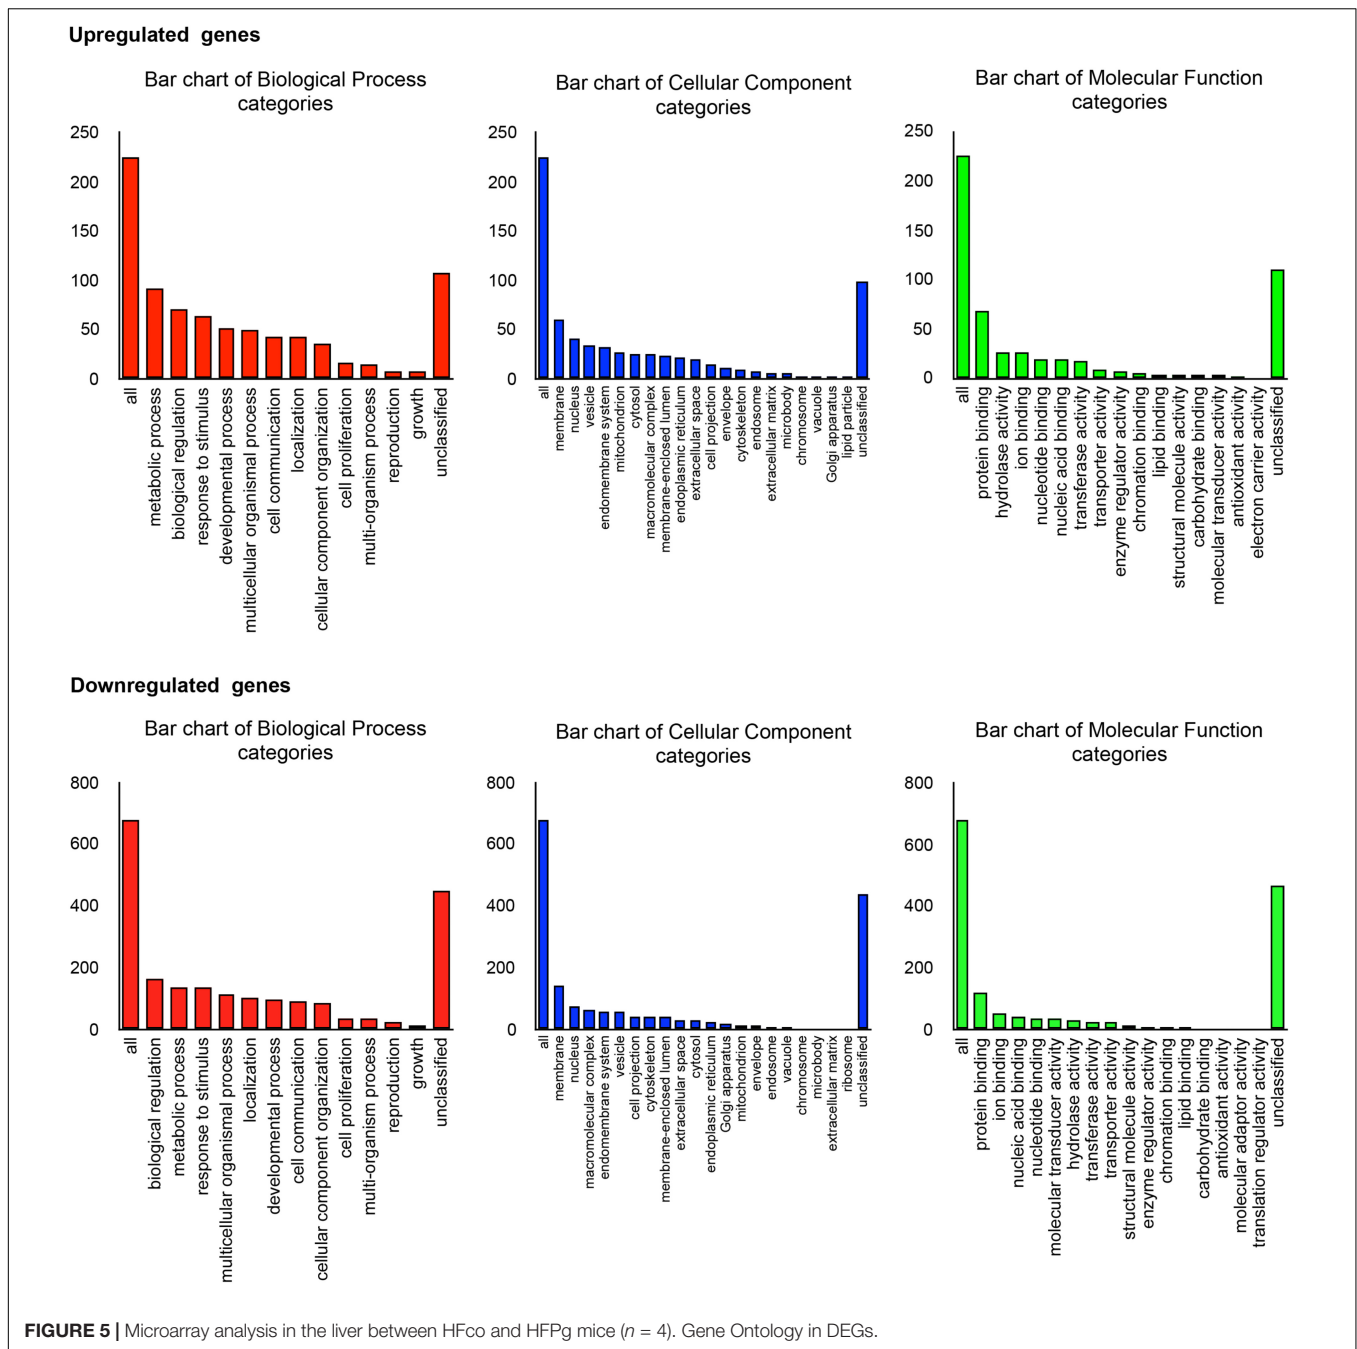 Upregulated genes
Bar chart of Biological Process
categories
250
200
150
100
50
0
all
metabolic process
biological regulation
response to stimulus
developmental process
multicellular organismal process
cell communication
localization
cellular component organization
cell proliferation
multi-organism process
reproduction
growth
unclassified
Bar chart of Cellular Component
categories
250
200
150
100
50
0
all
membrane
nucleus
vesicle
endomembrane system
mitochondrion
cytosol
macromolecular complex
membrane-enclosed lumen
endoplasmic reticulum
extracellular space
cell projection
envelope
cytoskeleton
endosome
extracellular matrix
microbody
chromosome
vacuole
Golgi apparatus
lipid particle
unclassified
Bar chart of Molecular Function
categories
250
200
150
100
50
0
all
protein binding
hydrolase activity
ion binding
nucleotide binding
nucleic acid binding
transferase activity
transporter activity
enzyme regulator activity
chromation binding
lipid binding
structural molecule activity
carbohydrate binding
molecular transducer activity
antioxidant activity
electron carrier activity
unclassified
Downregulated genes
Bar chart of Biological Process
categories
800
600
400
200
0
all
biological regulation
metabolic process
response to stimulus
multicellular organismal process
localization
developmental process
cell communication
cellular component organization
cell proliferation
multi-organism process
reproduction
growth
unclassified
Bar chart of Cellular Component
categories
800
600
400
200
0
all
membrane
nucleus
macromolecular complex
endomembrane system
vesicle
cell projection
cytoskeleton
membrane-enclosed lumen
extracellular space
cytosol
endoplasmic reticulum
Golgi apparatus
mitochondrion
envelope
endosome
vacuole
chromosome
microbody
extracellular matrix
ribosome
unclassified
Bar chart of Molecular Function
categories
800
600
400
200
0
all
protein binding
ion binding
nucleic acid binding
nucleotide binding
molecular transducer activity
hydrolase activity
transferase activity
transporter activity
structural molecule activity
enzyme regulator activity
chromation binding
lipid binding
carbohydrate binding
antioxidant activity
molecular adaptor activity
translation regulator activity
unclassified
FIGURE 5 | Microarray analysis in the liver between HFco and HFPg mice (n = 4). Gene Ontology in DEGs.